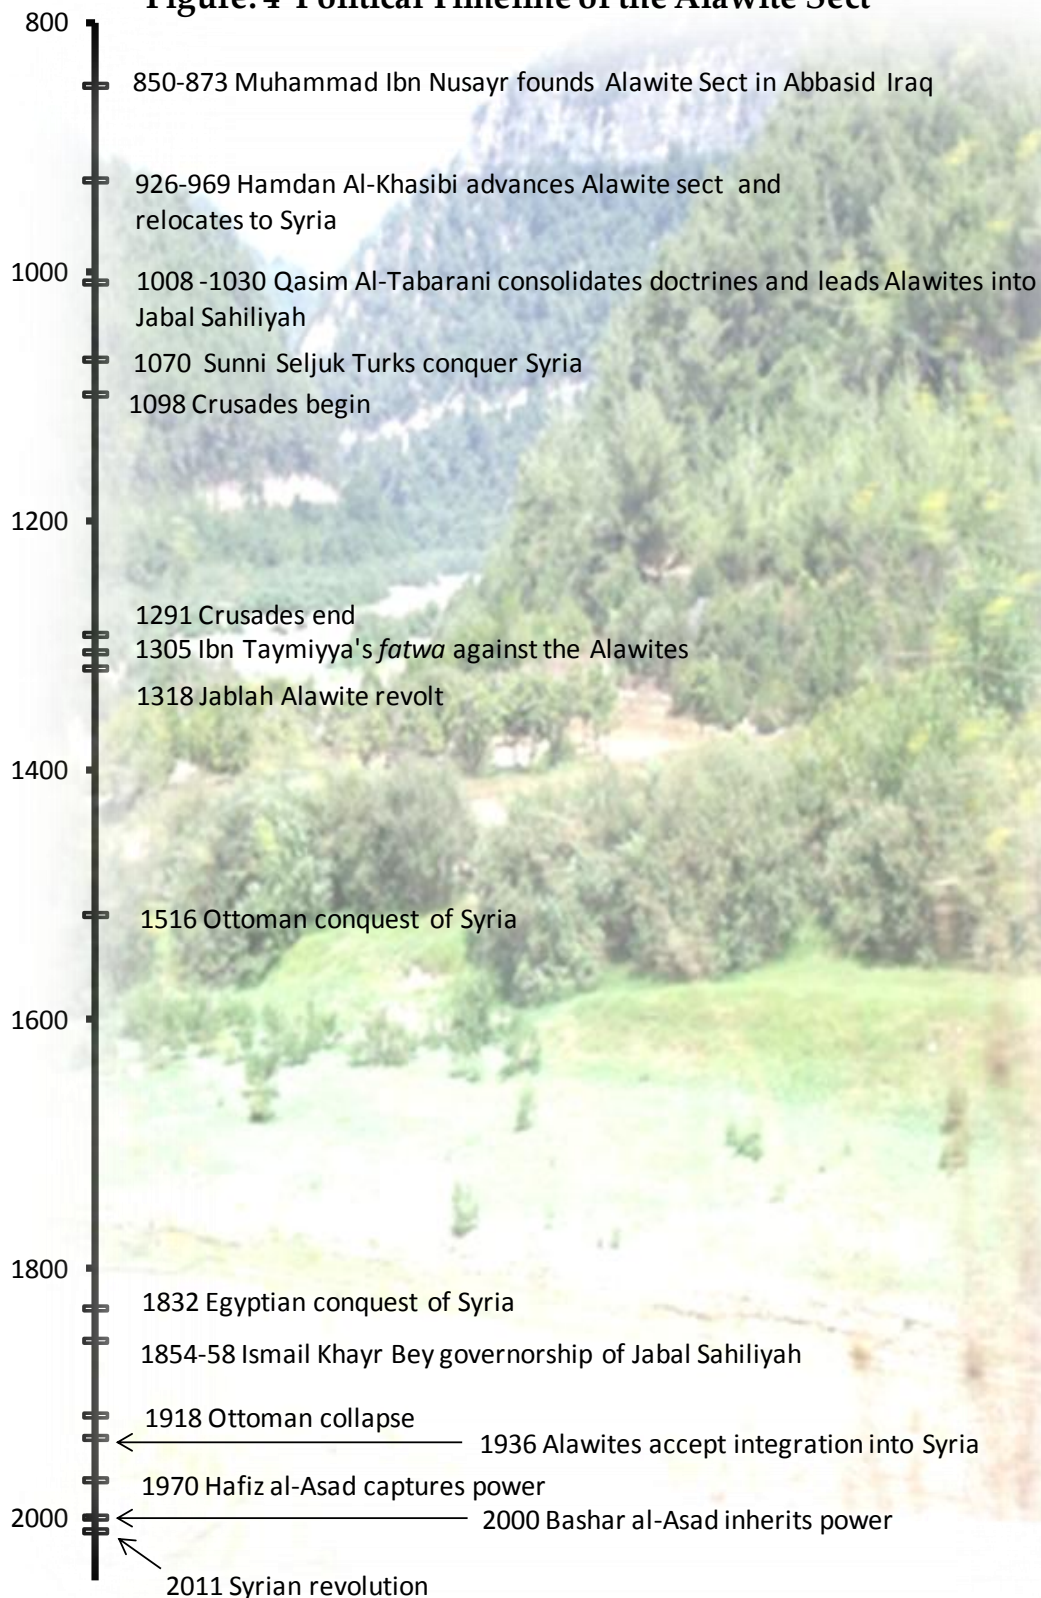 Figure. 4 Political Timeline of the Alawite Sect
800
850-873 Muhammad Ibn Nusayr founds Alawite Sect in Abbasid Iraq
926-969 Hamdan Al-Khasibi advances Alawite sect and
relocates to Syria
1000
1008 -1030 Qasim Al-Tabarani consolidates doctrines and leads Alawites into
Jabal Sahiliyah
1070 Sunni Seljuk Turks conquer Syria
1098 Crusades begin
1200
1291 Crusades end
1305 Ibn Taymiyya's fatwa against the Alawites
1318 Jablah Alawite revolt
1400
1516 Ottoman conquest of Syria
1600
1800
1832 Egyptian conquest of Syria
1854-58 Ismail Khayr Bey governorship of Jabal Sahiliyah
1918 Ottoman collapse
1936 Alawites accept integration into Syria
1970 Hafiz al-Asad captures power
2000
2000 Bashar al-Asad inherits power
2011 Syrian revolution